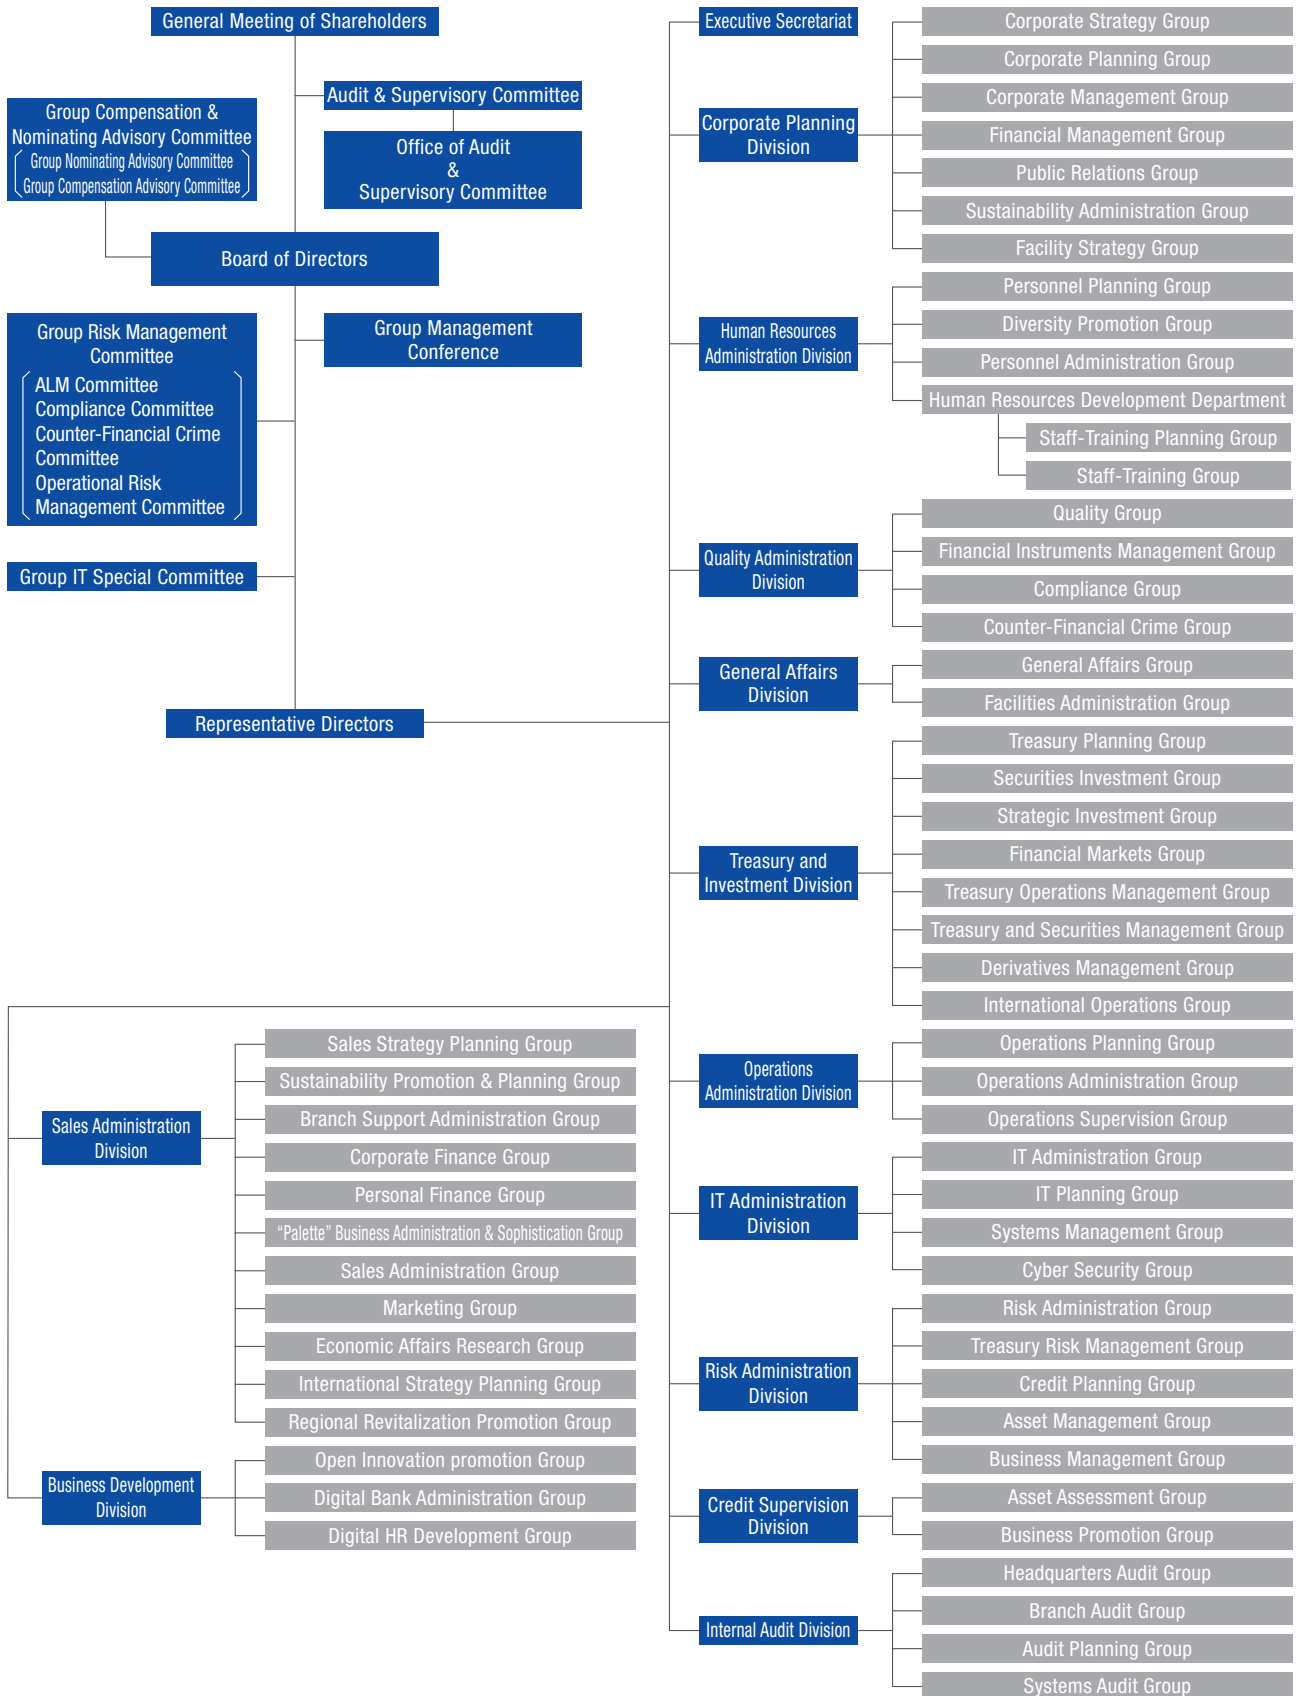 General Meeting of Shareholders
Audit & Supervisory Committee
Group Compensation &
Nominating Advisory Committee
Group Nominating Advisory Committee
Group Compensation Advisory Committee
Office of Audit
&
Supervisory Committee
Board of Directors
Group Risk Management
Committee
ALM Committee
Compliance Committee
Counter-Financial Crime
Committee
Operational Risk
Management Committee
Group Management
Conference
Group IT Special Committee
Representative Directors
Executive Secretariat
Corporate Planning
Division
Corporate Strategy Group
Corporate Planning Group
Corporate Management Group
Financial Management Group
Public Relations Group
Sustainability Administration Group
Facility Strategy Group
Human Resources
Administration Division
Personnel Planning Group
Diversity Promotion Group
Personnel Administration Group
Human Resources Development Department
Staff-Training Planning Group
Staff-Training Group
Quality Administration
Division
Quality Group
Financial Instruments Management Group
Compliance Group
Counter-Financial Crime Group
General Affairs
Division
General Affairs Group
Facilities Administration Group
Treasury and
Investment Division
Treasury Planning Group
Securities Investment Group
Strategic Investment Group
Financial Markets Group
Treasury Operations Management Group
Treasury and Securities Management Group
Derivatives Management Group
International Operations Group
Operations
Administration Division
Operations Planning Group
Operations Administration Group
Operations Supervision Group
IT Administration
Division
IT Administration Group
IT Planning Group
Systems Management Group
Cyber Security Group
Risk Administration
Division
Risk Administration Group
Treasury Risk Management Group
Credit Planning Group
Asset Management Group
Business Management Group
Credit Supervision
Division
Asset Assessment Group
Business Promotion Group
Internal Audit Division
Headquarters Audit Group
Branch Audit Group
Audit Planning Group
Systems Audit Group
Sales Administration
Division
Sales Strategy Planning Group
Sustainability Promotion & Planning Group
Branch Support Administration Group
Corporate Finance Group
Personal Finance Group
“Palette” Business Administration & Sophistication Group
Sales Administration Group
Marketing Group
Economic Affairs Research Group
International Strategy Planning Group
Regional Revitalization Promotion Group
Business Development
Division
Open Innovation promotion Group
Digital Bank Administration Group
Digital HR Development Group